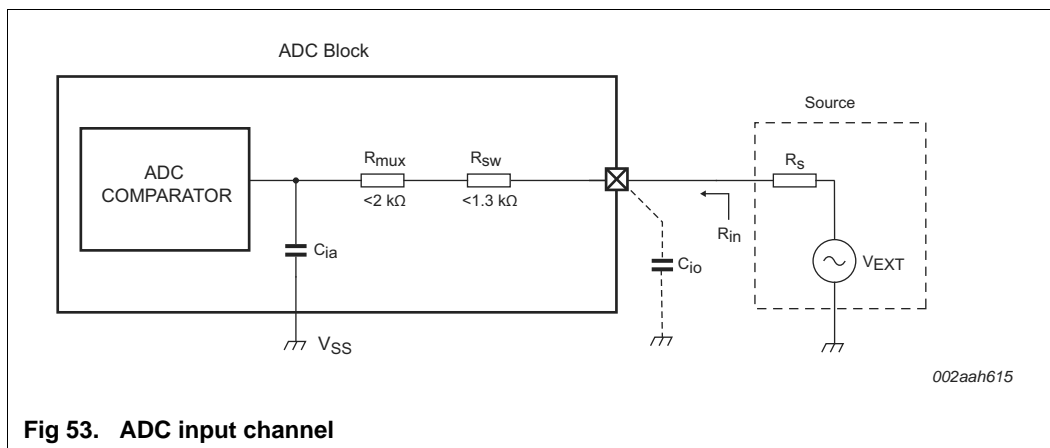 ADC Block
Source
ADC
COMPARATOR
Rmux
<2 kΩ
Rsw
<1.3 kΩ
Rs
Rin
Cia
Cio
VEXT
VSS
002aah615
Fig 53. ADC input channel